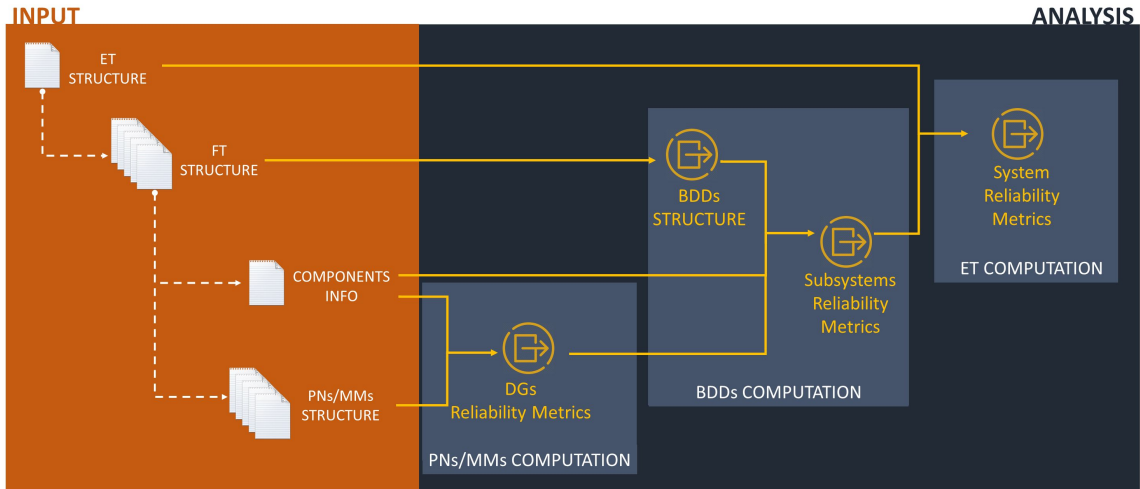 INPUT
ANALYSIS
ET
STRUCTURE
FT
STRUCTURE
COMPONENTS
INFO
PNs/MMs
STRUCTURE
DGs
Reliability Metrics
PNs/MMs COMPUTATION
BDDs
STRUCTURE
Subsystems
Reliability
Metrics
BDDs COMPUTATION
System
Reliability
Metrics
ET COMPUTATION